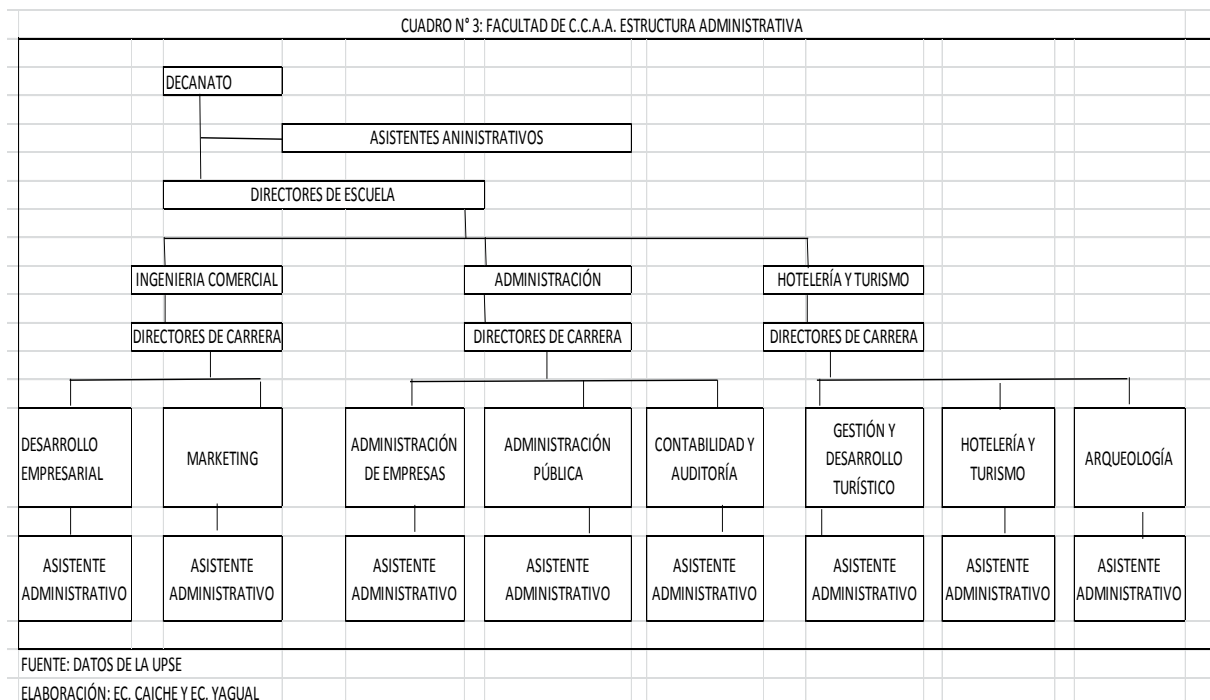 CUADRO N° 3: FACULTAD DE C.C.A.A. ESTRUCTURA ADMINISTRATIVA
DECANATO
ASISTENTES ANINISTRATIVOS
DIRECTORES DE ESCUELA
INGENIERIA COMERCIAL
ADMINISTRACIÓN
HOTELERÍA Y TURISMO
DIRECTORES DE CARRERA
DIRECTORES DE CARRERA
DIRECTORES DE CARRERA
DESARROLLO
EMPRESARIAL
MARKETING
ADMINISTRACIÓN
DE EMPRESAS
ADMINISTRACIÓN
PÚBLICA
CONTABILIDAD Y
AUDITORÍA
GESTIÓN Y
DESARROLLO
TURÍSTICO
HOTELERÍA Y
TURISMO
ARQUEOLOGÍA
ASISTENTE
ADMINISTRATIVO
ASISTENTE
ADMINISTRATIVO
ASISTENTE
ADMINISTRATIVO
ASISTENTE
ADMINISTRATIVO
ASISTENTE
ADMINISTRATIVO
ASISTENTE
ADMINISTRATIVO
ASISTENTE
ADMINISTRATIVO
ASISTENTE
ADMINISTRATIVO
FUENTE: DATOS DE LA UPSE
ELABORACIÓN: EC. CAICHE Y EC. YAGUAL